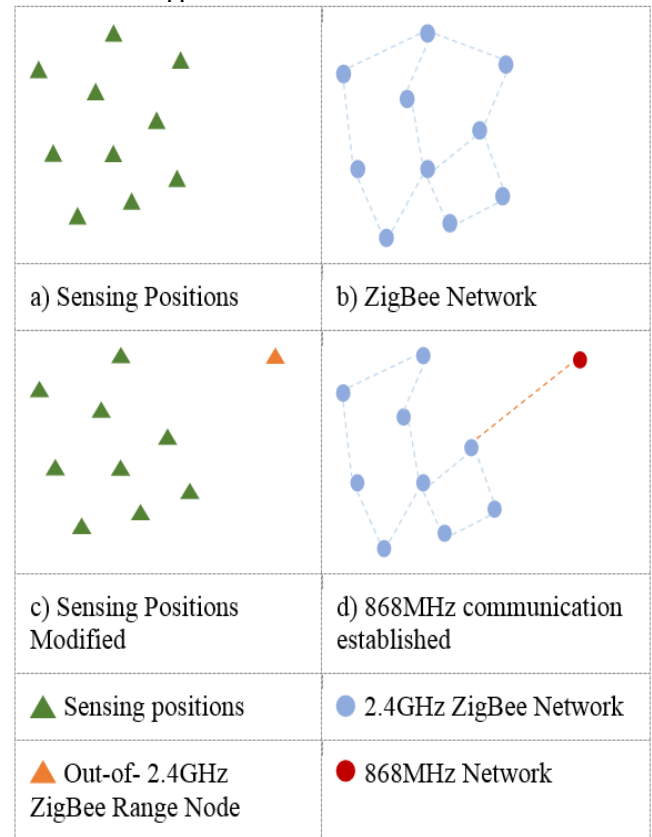 a) Sensing Positions
b) ZigBee Network
c) Sensing Positions
Modified
d) 868MHz communication
established
Sensing positions
2.4GHz ZigBee Network
Out-of- 2.4GHz
ZigBee Range Node
868MHz Network